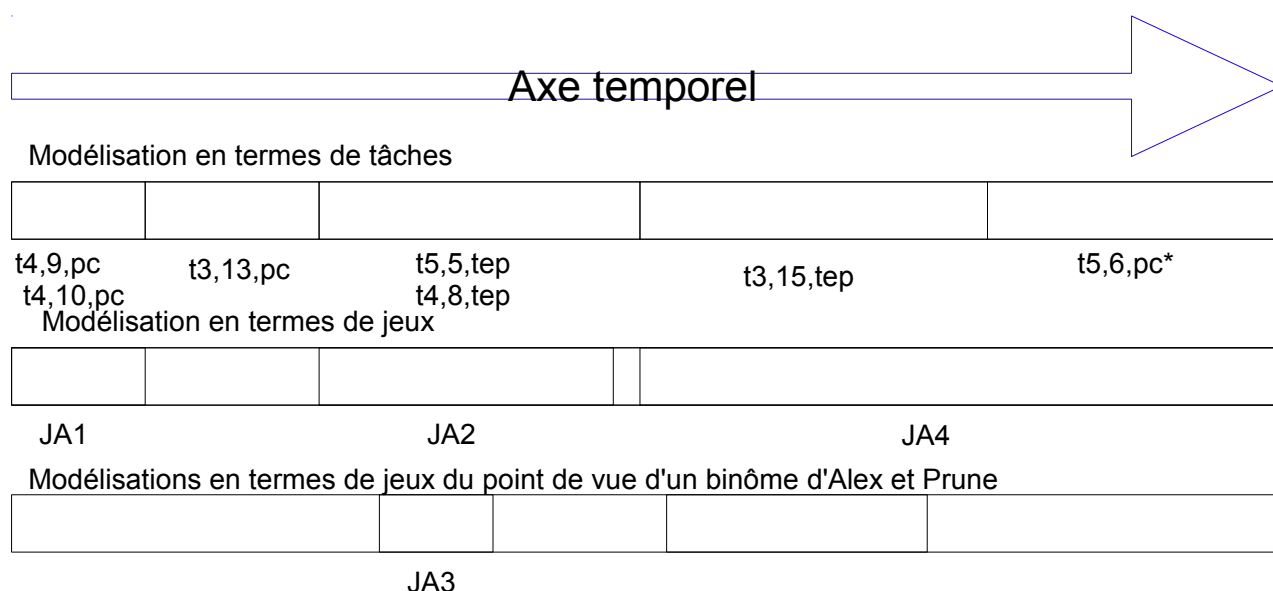 Axe temporel
Modélisation en termes de tâches
t4,9,pc t3,13,pc t5,5,tep t3,15,tep t5,6,pc*
t4,10,pc t4,8,tep
Modélisation en termes de jeux
JA1 JA2 JA4
Modélisations en termes de jeux du point de vue d'un binôme d'Alex et Prune
JA3